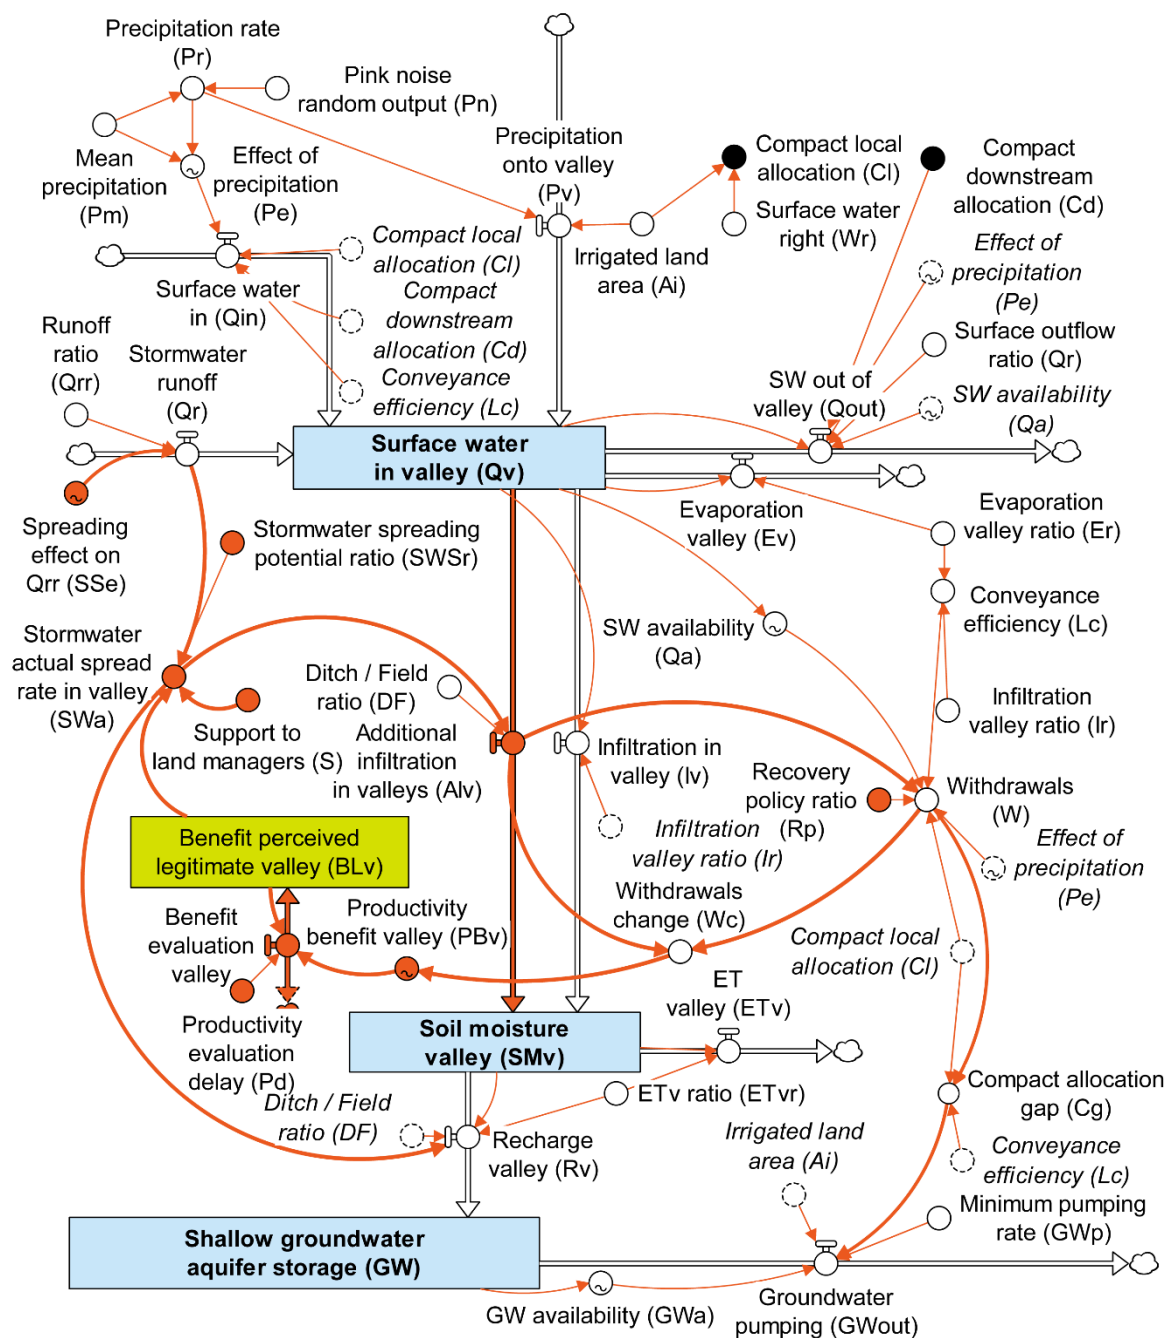 Precipitation rate
(Pr)
Pink noise
random output (Pn)
Mean
precipitation
(Pm)
Effect of
precipitation
(Pe)
Precipitation
onto valley
(Pv)
Compact local
allocation (Cl)
Compact
downstream
allocation (Cd)
Surface water
right (Wr)
Irrigated land
area (Ai)
Effect of
precipitation
(Pe)
Compact local
allocation (Cl)
Compact
downstream
allocation (Cd)
Conveyance
efficiency (Lc)
Surface water
in (Qin)
Runoff
ratio
(Qrr)
Stormwater
runoff
(Qr)
Surface outflow
ratio (Qr)
SW out of
valley (Qout)
SW availability
(Qa)
Surface water
in valley (Qv)
Evaporation
valley (Ev)
Evaporation
valley ratio (Er)
Spreading
effect on
Qrr (SSe)
Stormwater spreading
potential ratio (SWSr)
Conveyance
efficiency (Lc)
SW availability
(Qa)
Stormwater
actual spread
rate in valley
(SWa)
Ditch / Field
ratio (DF)
Infiltration
valley ratio (Ir)
Support to
land managers (S)
Additional
infiltration
in valleys (Alv)
Infiltration in
valley (Iv)
Recovery
policy ratio
(Rp)
Withdrawals
(W)
Infiltration
valley ratio (Ir)
Effect of
precipitation
(Pe)
Benefit perceived
legitimate valley (BLv)
Withdrawals
change (Wc)
Benefit
evaluation
valley
Productivity
benefit valley (PBv)
Compact local
allocation (Cl)
ET
valley (ETv)
Productivity
evaluation
delay (Pd)
Soil moisture
valley (SMv)
Ditch / Field
ratio (DF)
ETv ratio (ETvr)
Compact allocation
gap (Cg)
Recharge
valley (Rv)
Irrigated land
area (Ai)
Conveyance
efficiency (Lc)
Minimum pumping
rate (GWp)
Shallow groundwater
aquifer storage (GW)
GW availability (GWa)
Groundwater
pumping (GWout)